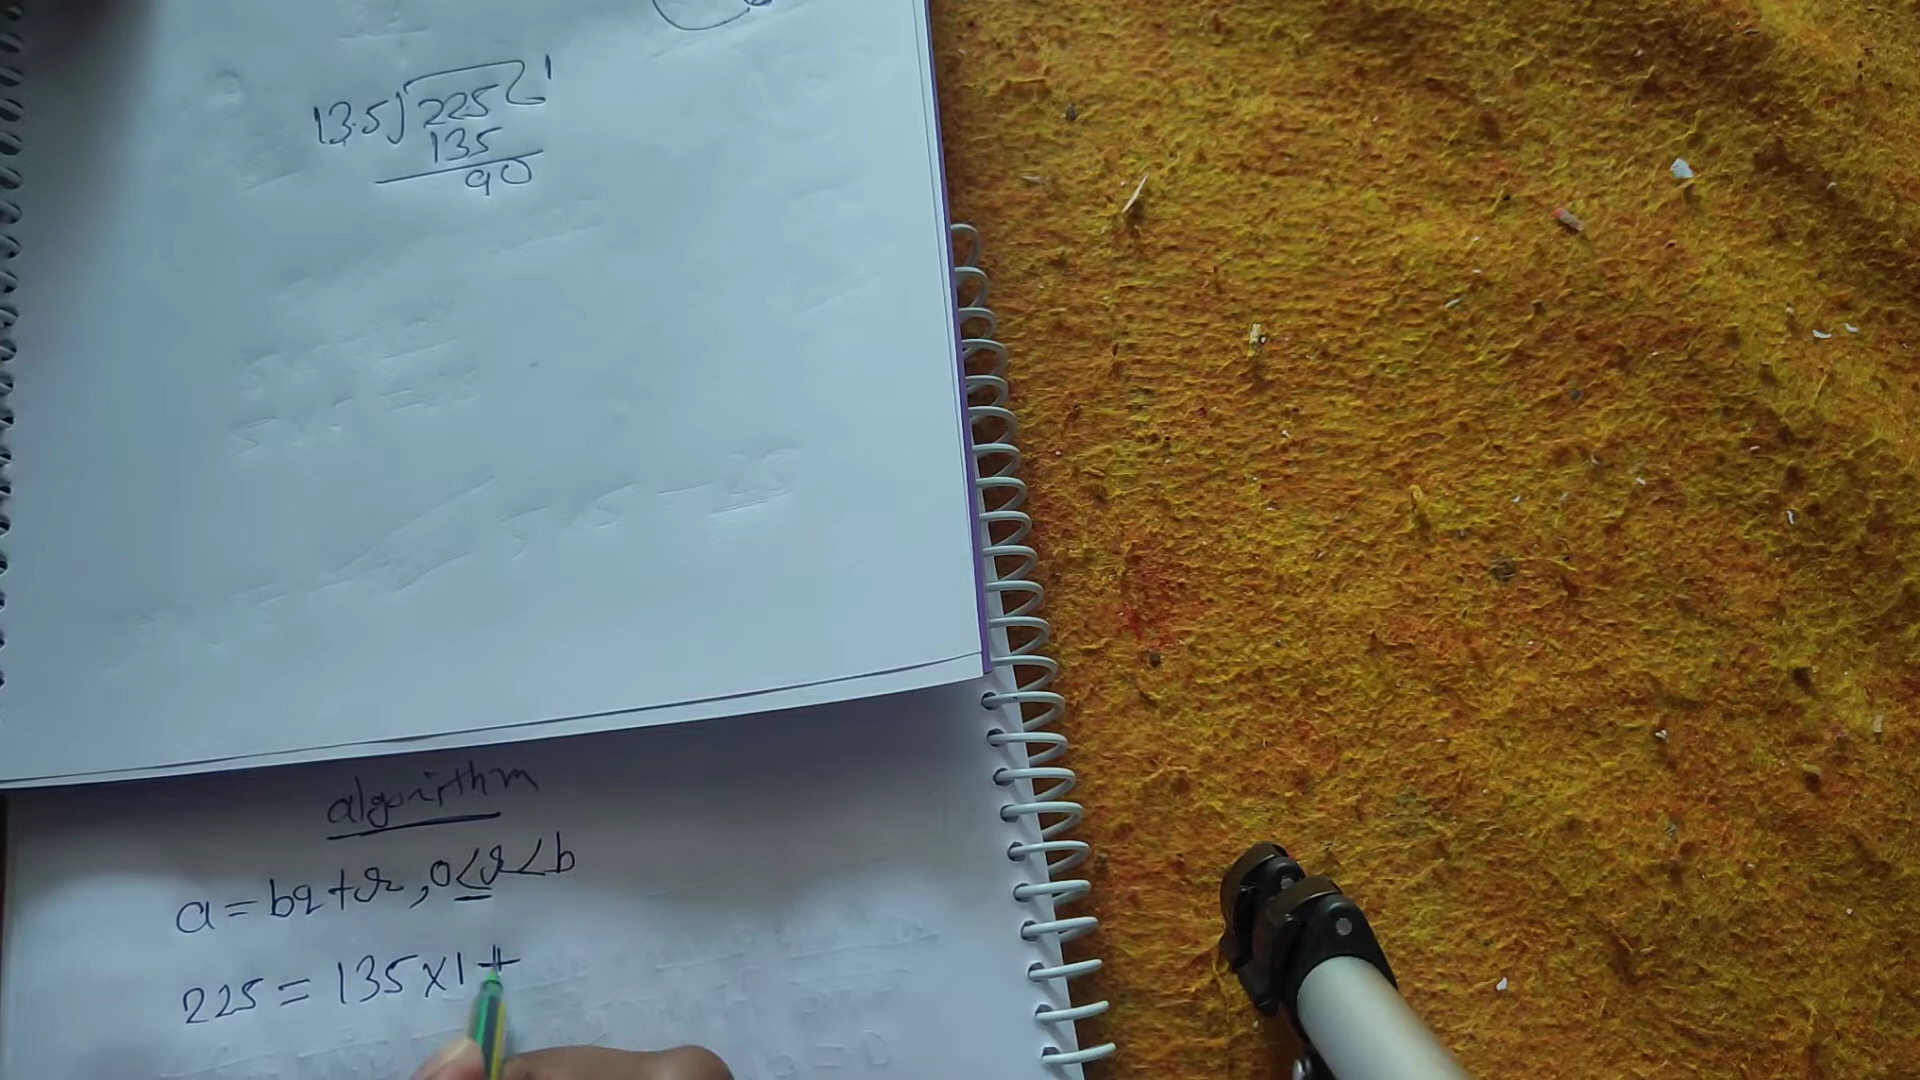 135)225(1
135
90
algorithm
a = bq + r, 0 ≤ r < b
225 = 135 × 1 +